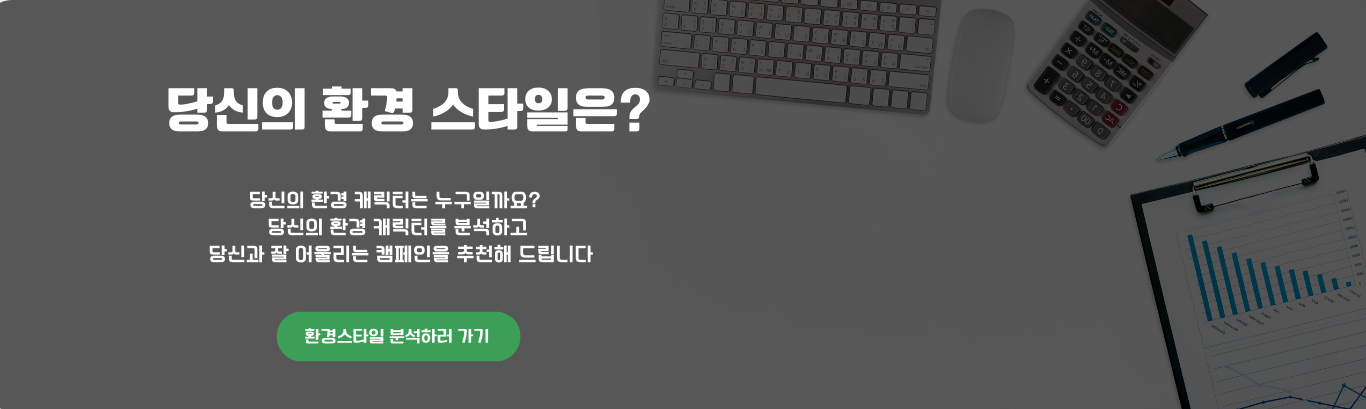 당신의 환경 스타일은?
당신의 환경 캐릭터는 누구일까요?
당신의 환경 캐릭터를 분석하고
당신과 잘 어울리는 캠페인을 추천해 드립니다
환경스타일 분석하러 가기